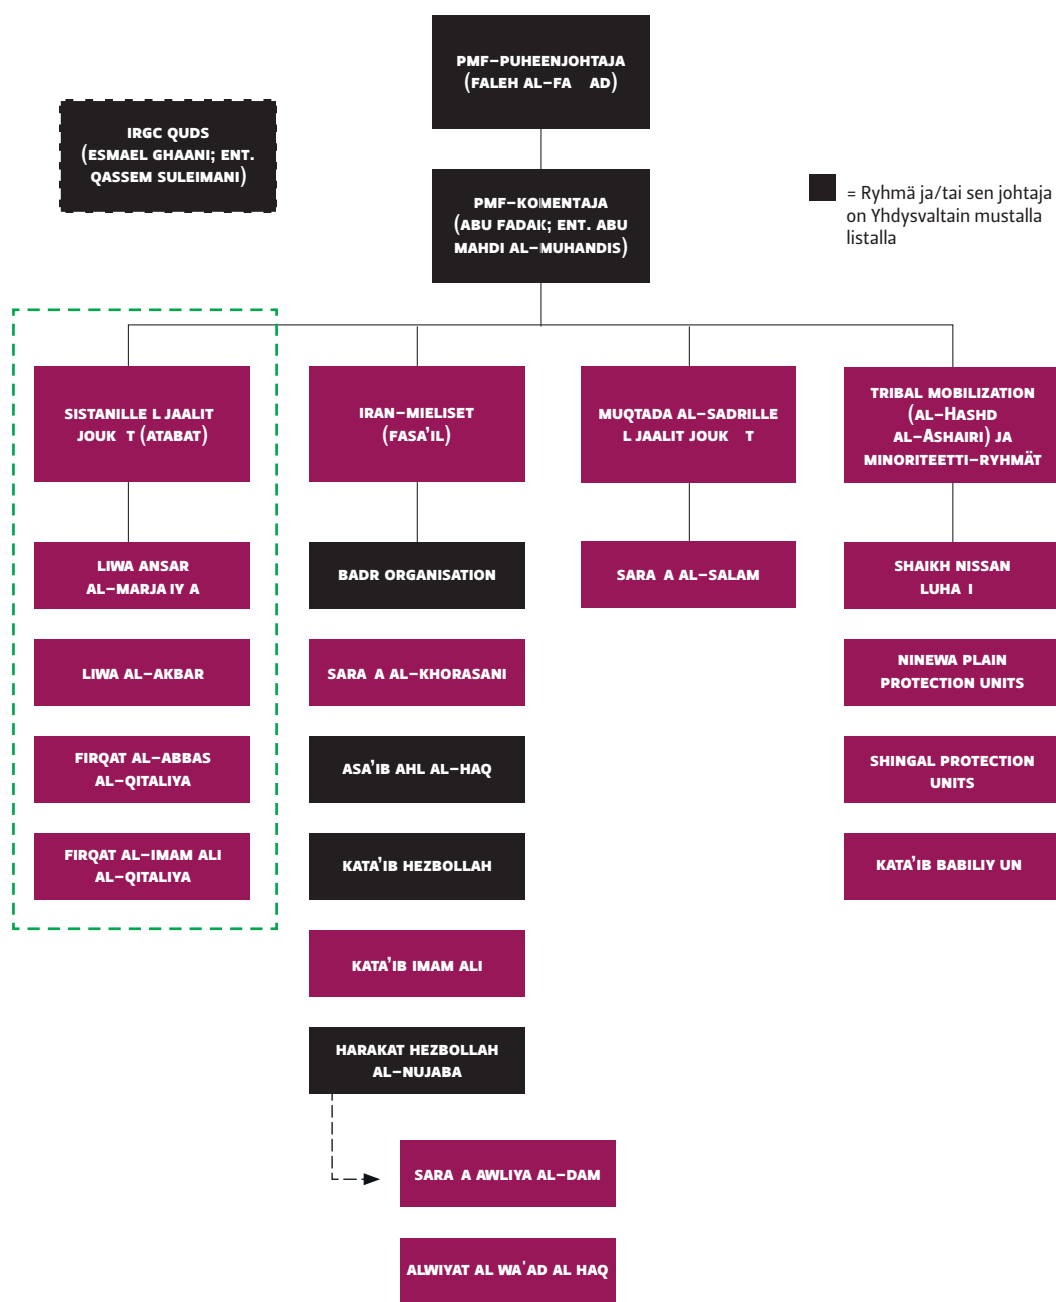 PMF-PUHEENJOHTAJA
(FALEH AL-FA AD)
IRGC QUDS
(ESMAEL GHAANI; ENT.
QASSEM SULEIMANI)
PMF-KOMENTAJA
(ABU FADAK; ENT. ABU
MAHDI AL-MUHANDIS)
= Ryhmä ja/tai sen johtaja
on Yhdysvaltain mustalla
listalla
SISTANILLE L JAALIT
JOUK T (ATABAT)
LIWA ANSAR
AL-MARJA IY A
LIWA AL-AKBAR
FIRQAT AL-ABBAS
AL-QITALIYA
FIRQAT AL-IMAM ALI
AL-QITALIYA
IRAN-MIELISET
(FASA'IL)
BADR ORGANISATION
SARA A AL-KHORASANI
ASA'IB AHL AL-HAQ
KATA'IB HEZBOLLAH
KATA'IB IMAM ALI
HARAKAT HEZBOLLAH
AL-NUJABA
SARA A AWLIYA AL-DAM
ALWIYAT AL WA'AD AL HAQ
MUQTADA AL-SADRILLE
L JAALIT JOUK T
SARA A AL-SALAM
TRIBAL MOBILIZATION
(AL-HASHD
AL-ASHAIRI) JA
MINORITEETTI-RYHMÄT
SHAIKH NISSAN
LUHA I
NINEWA PLAIN
PROTECTION UNITS
SHINGAL PROTECTION
UNITS
KATA'IB BABILIY UN